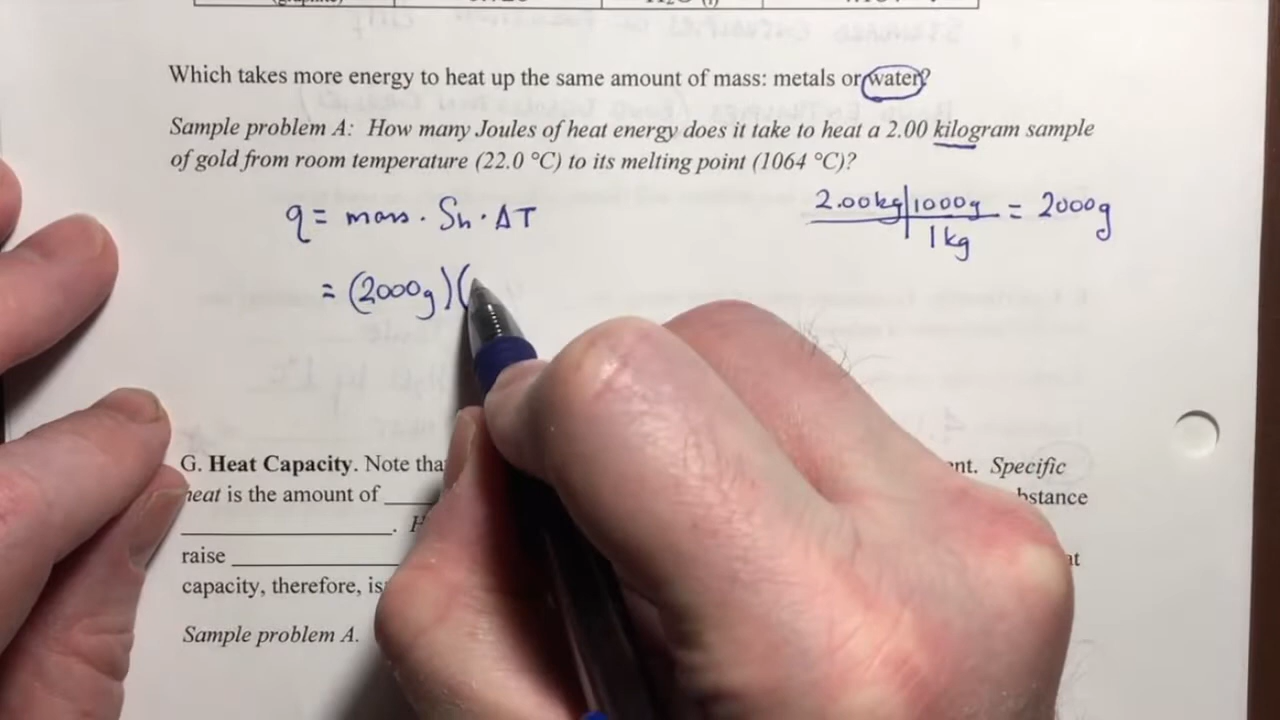 Which takes more energy to heat up the same amount of mass: metals or water?
Sample problem A: How many Joules of heat energy does it take to heat a 2.00 kilogram sample
of gold from room temperature (22.0 °C) to its melting point (1064 °C)?
q = mass · Sh · ΔT
2.00kg | 1000g = 2000g
1kg
= (2000g)(
G. Heat Capacity. Note
nt. Specific
heat is the amount of
bstance
raise
capacity, therefore,
Sample problem A.